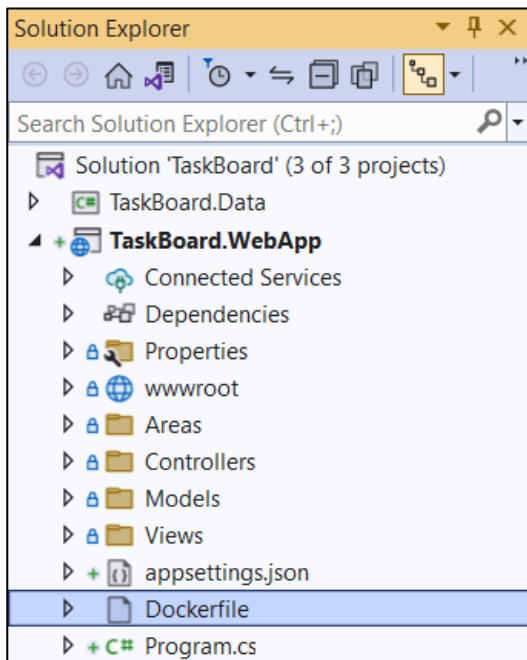 Solution Explorer
Search Solution Explorer (Ctrl+;)
Solution 'TaskBoard' (3 of 3 projects)
C# TaskBoard.Data
TaskBoard.WebApp
Connected Services
Dependencies
Properties
wwwroot
Areas
Controllers
Models
Views
appsettings.json
Dockerfile
C# Program.cs